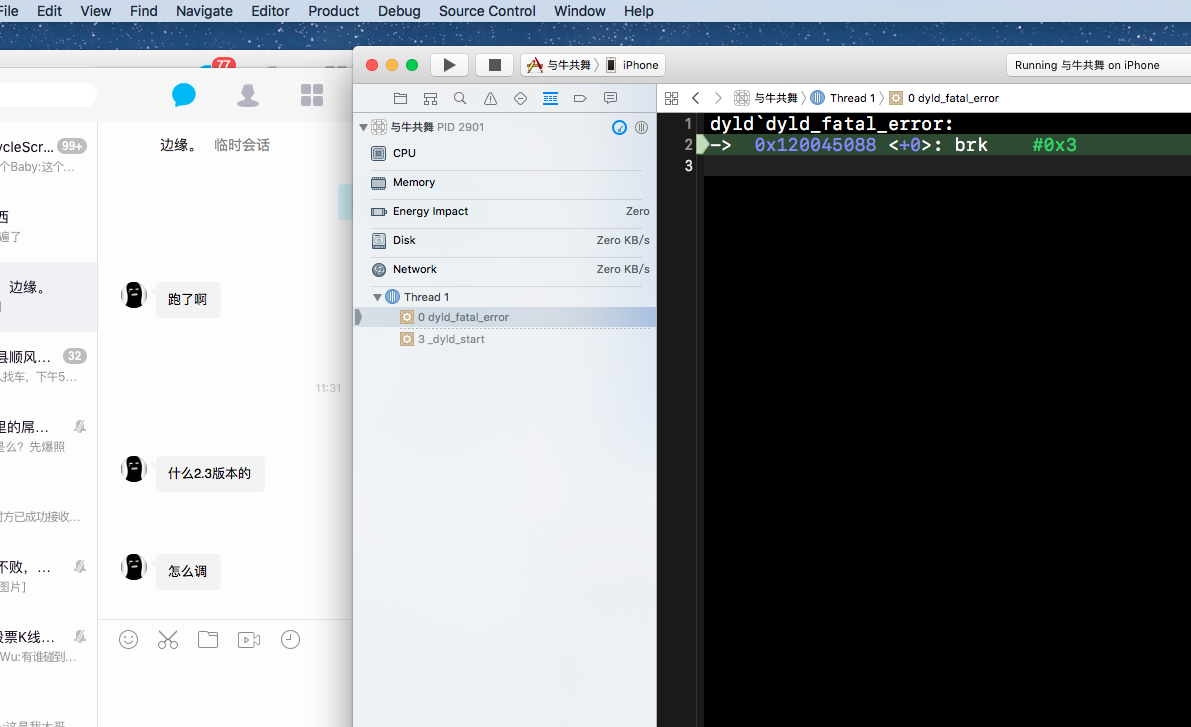 File Edit View Find Navigate Editor Product Debug Source Control Window Help
77
ycleScr... 99+
个Baby:这个...
西
遍了
边缘。
县顺风... 32
人找车，下午5...
里的屌...
是么？先爆照
对方已成功接收...
不败，...
图片]
股票K线...
Wu:有谁碰到...
边缘。 临时会话
跑了啊
11:31
什么2.3版本的
怎么调
与牛共舞 〉 iPhone
Running 与牛共舞 on iPhone
与牛共舞 PID 2901
CPU
Memory
Energy Impact Zero
Disk Zero KB/s
Network Zero KB/s
Thread 1
0 dyld_fatal_error
3 _dyld_start
与牛共舞 〉 Thread 1 〉 0 dyld_fatal_error
1 dyld`dyld_fatal_error:
2 -> 0x120045088 <+0>: brk #0x3
3